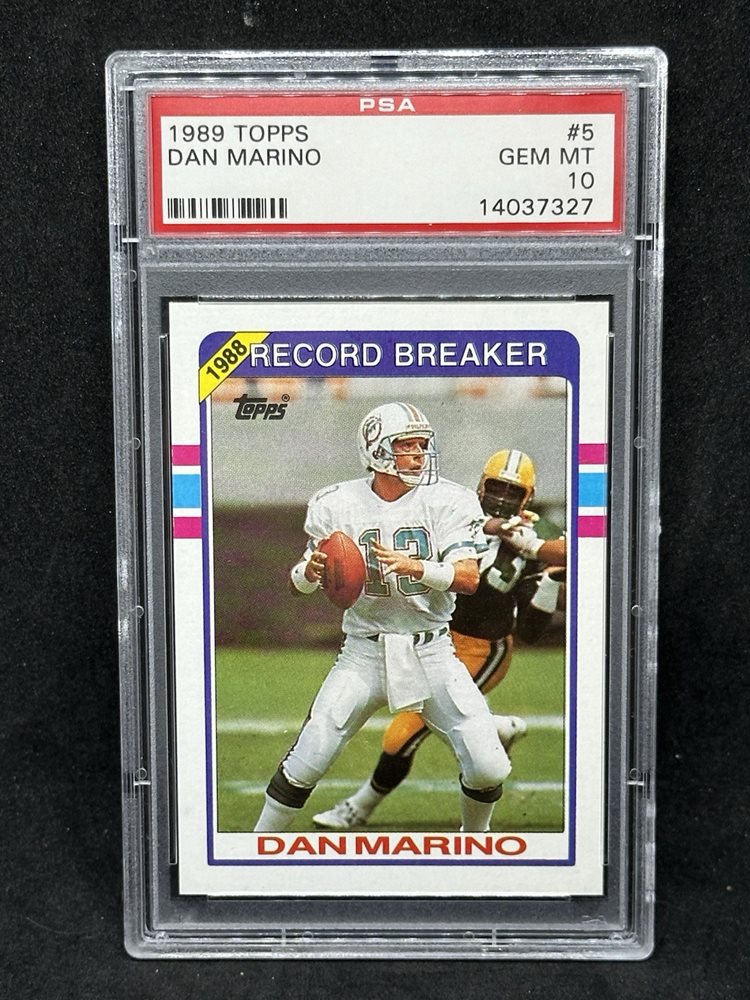 PSA
1989 TOPPS #5
DAN MARINO GEM MT
10
14037327
1988 RECORD BREAKER
TOPPS®
13
DAN MARINO